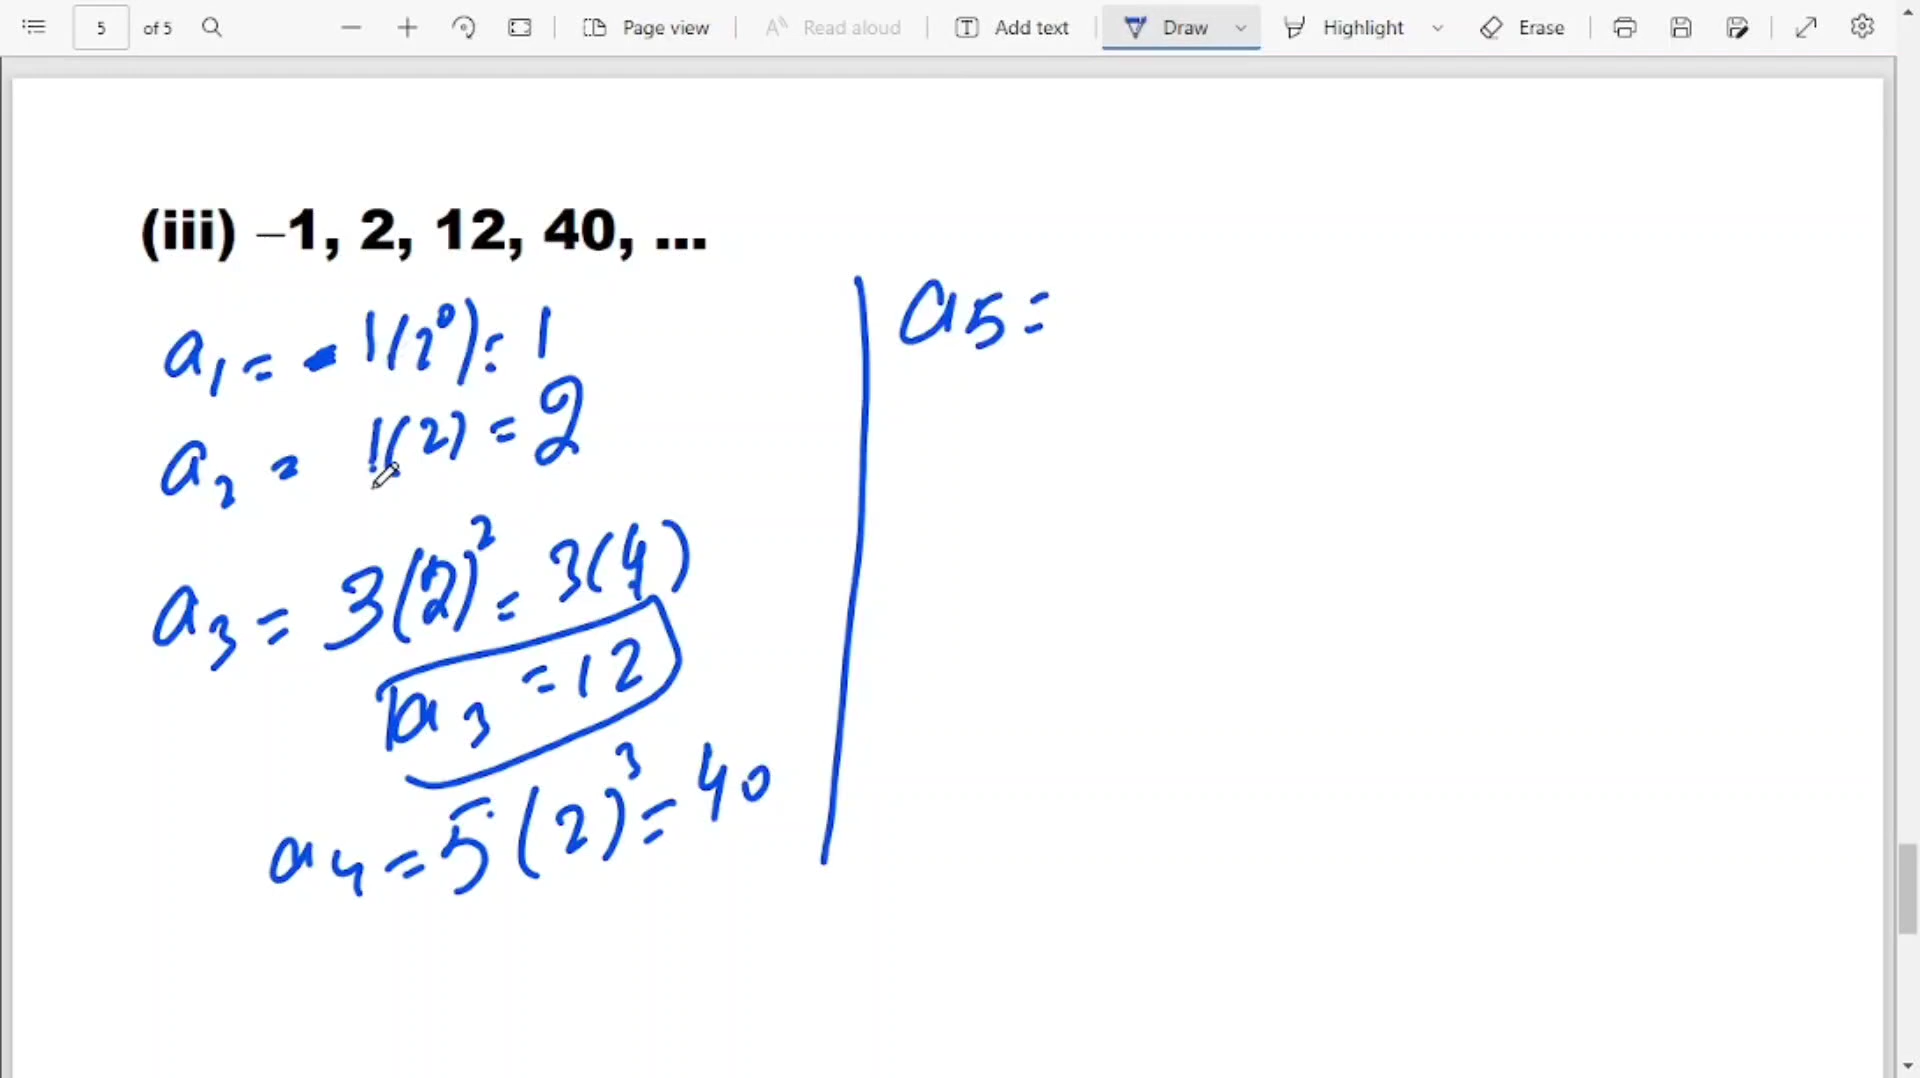 5 of 5 Page view Read aloud Add text Draw Highlight Erase
(iii) –1, 2, 12, 40, ...
a₁ = - 1(2⁰) = 1
a₂ = 1(2) = 2
a₃ = 3(2)² = 3(4)
a₃ = 12
a₄ = 5(2)³ = 40
a₅ =